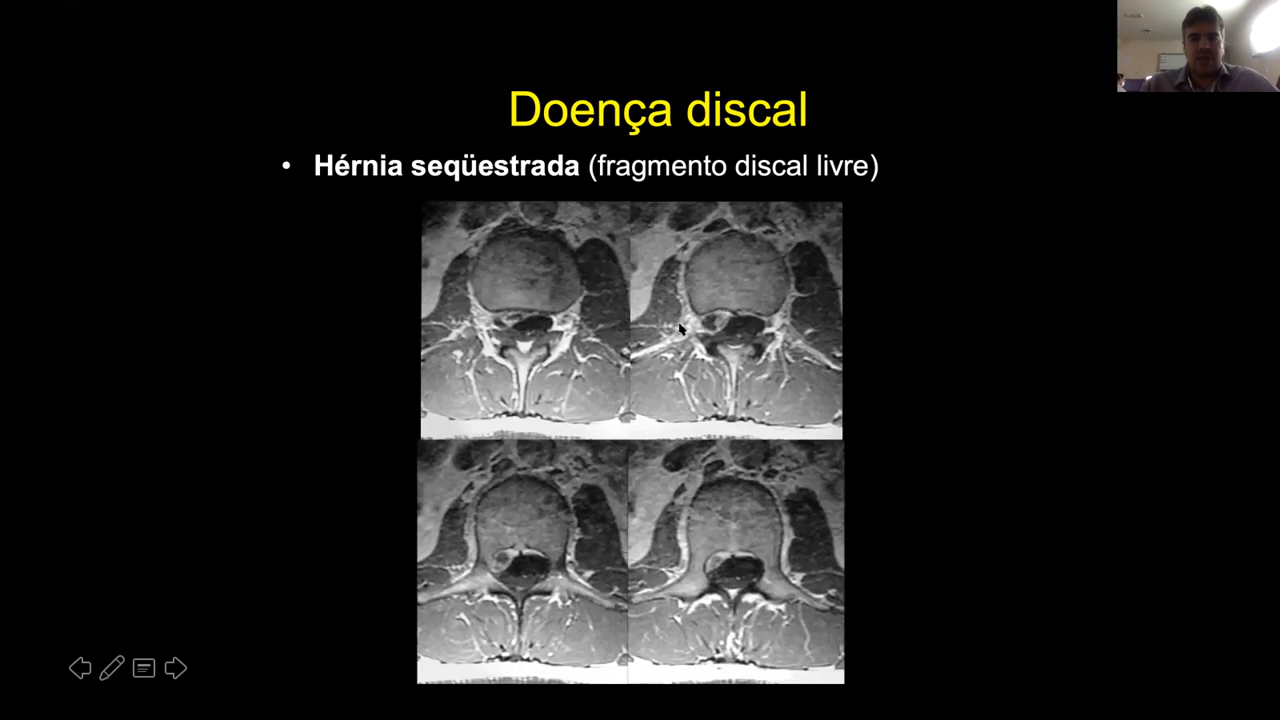 Doença discal
• Hérnia seqüestrada (fragmento discal livre)